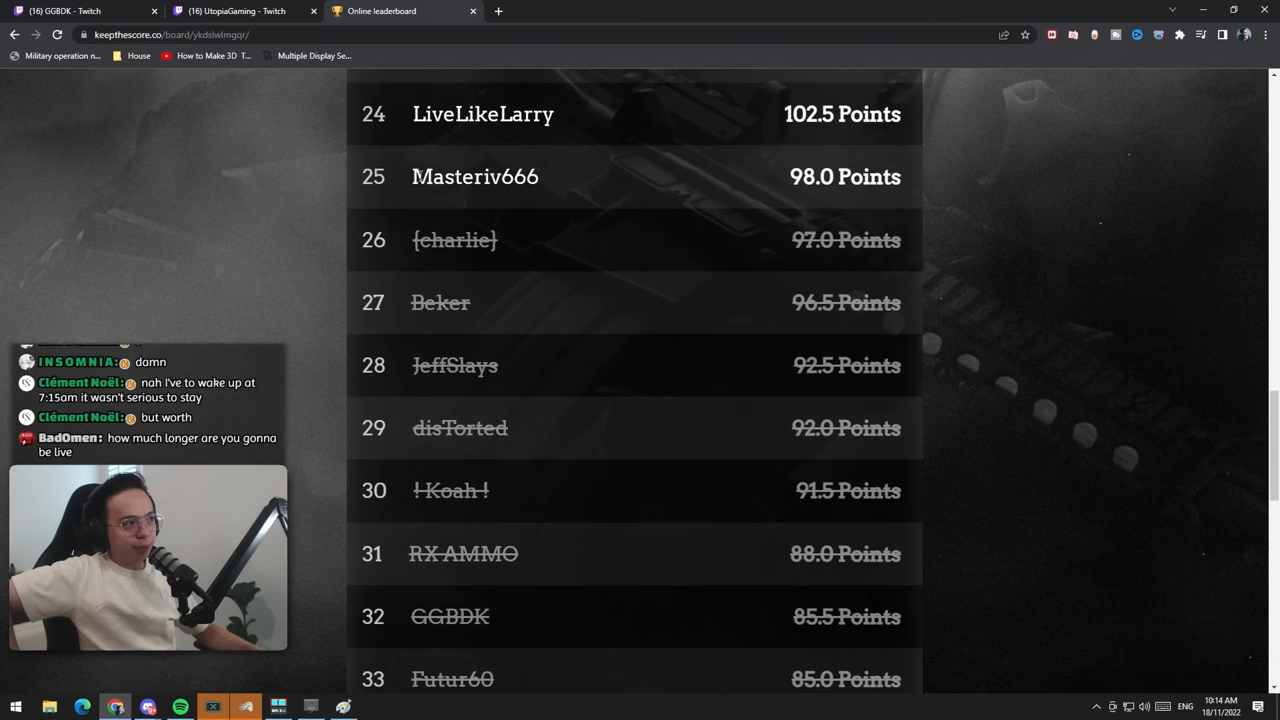 (16) GGBDK - Twitch
(16) UtopiaGaming - Twitch
Online leaderboard
keepthescore.co/board/ykdslwlmgqr/
Military operation n...
House
How to Make 3D T...
Multiple Display Se...
24 LiveLikeLarry 102.5 Points
25 Masteriv666 98.0 Points
26 {charlie} 97.0 Points
27 Beker 96.5 Points
28 JeffSlays 92.5 Points
29 disTorted 92.0 Points
30 ! Koah ! 91.5 Points
31 RX AMMO 88.0 Points
32 GGBDK 85.5 Points
33 Futur60 85.0 Points
INSOMNIA: damn
Clément Noël: nah I've to wake up at
7:15am it wasn't serious to stay
Clément Noël: but worth
BadOmen: how much longer are you gonna
be live
ENG
10:14 AM
18/11/2022